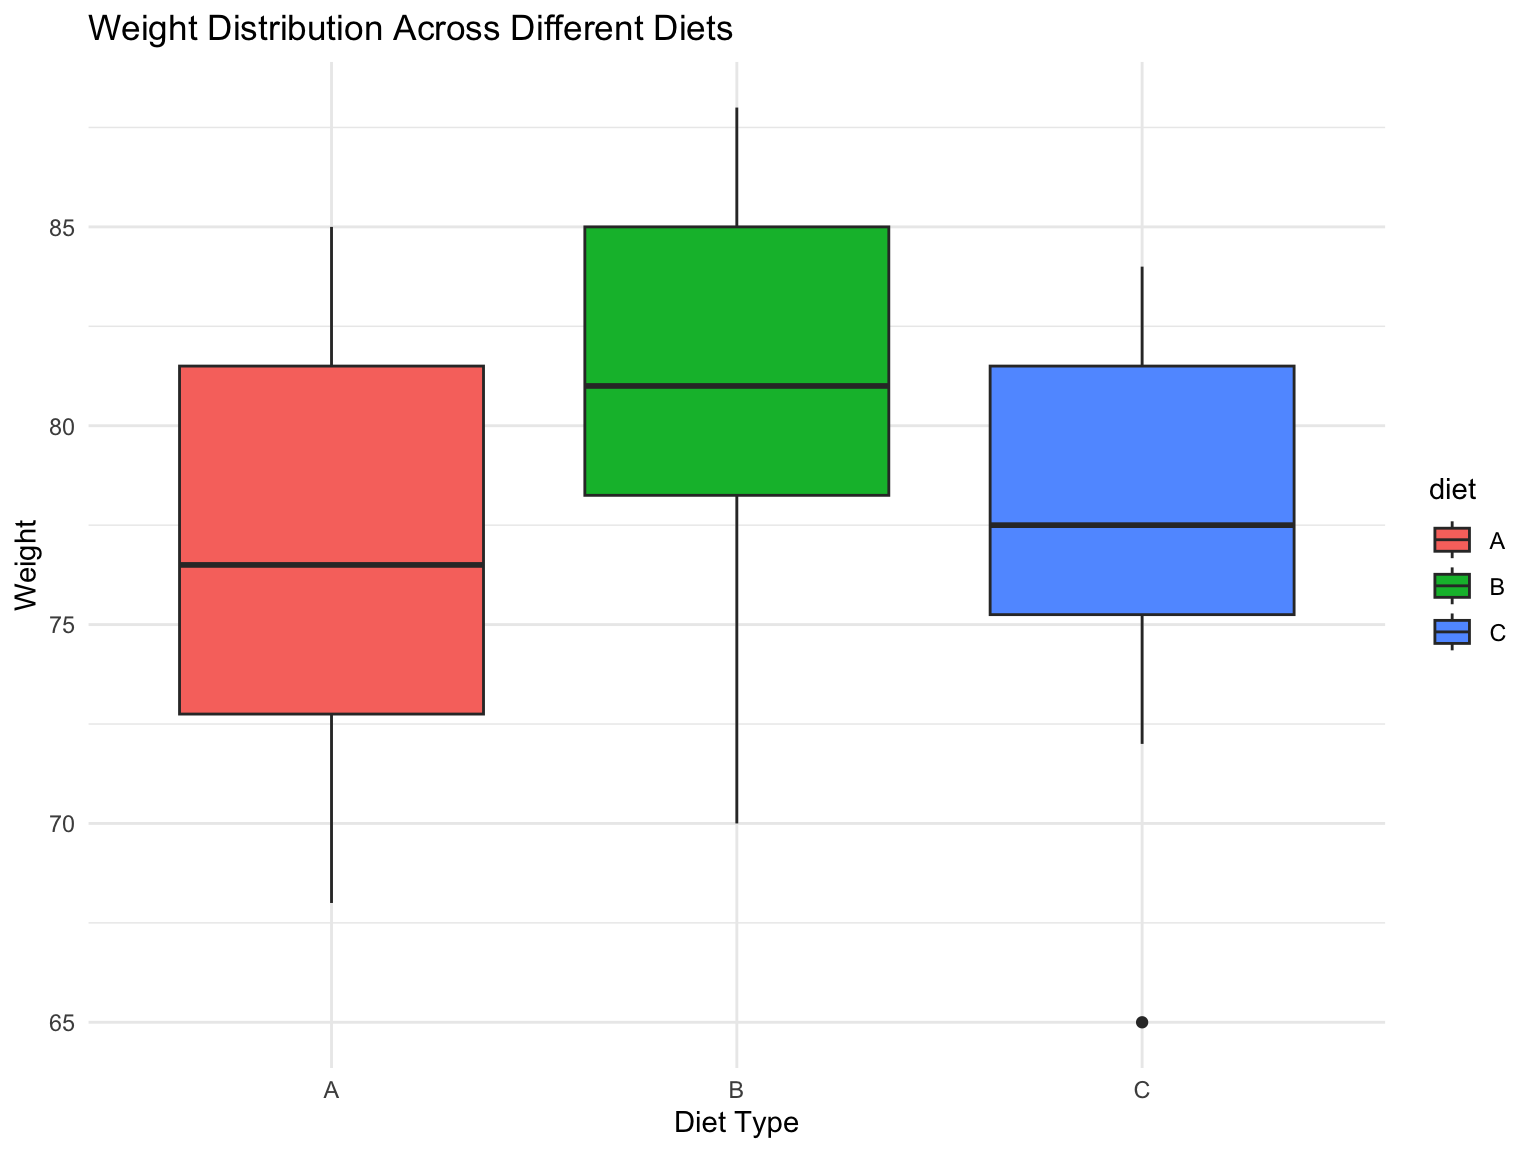 Weight Distribution Across Different Diets
Weight
85
80
75
70
65
A
B
C
Diet Type
diet
A
B
C